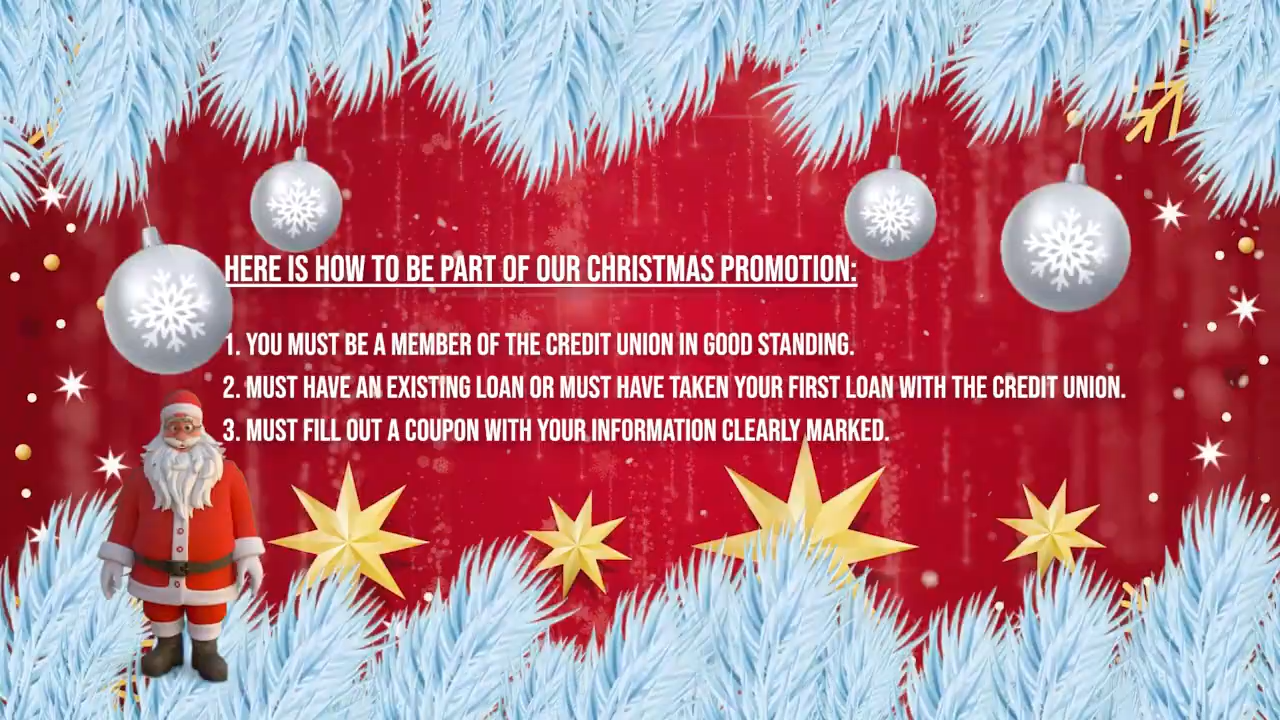 HERE IS HOW TO BE PART OF OUR CHRISTMAS PROMOTION:
1. YOU MUST BE A MEMBER OF THE CREDIT UNION IN GOOD STANDING.
2. MUST HAVE AN EXISTING LOAN OR MUST HAVE TAKEN YOUR FIRST LOAN WITH THE CREDIT UNION.
3. MUST FILL OUT A COUPON WITH YOUR INFORMATION CLEARLY MARKED.